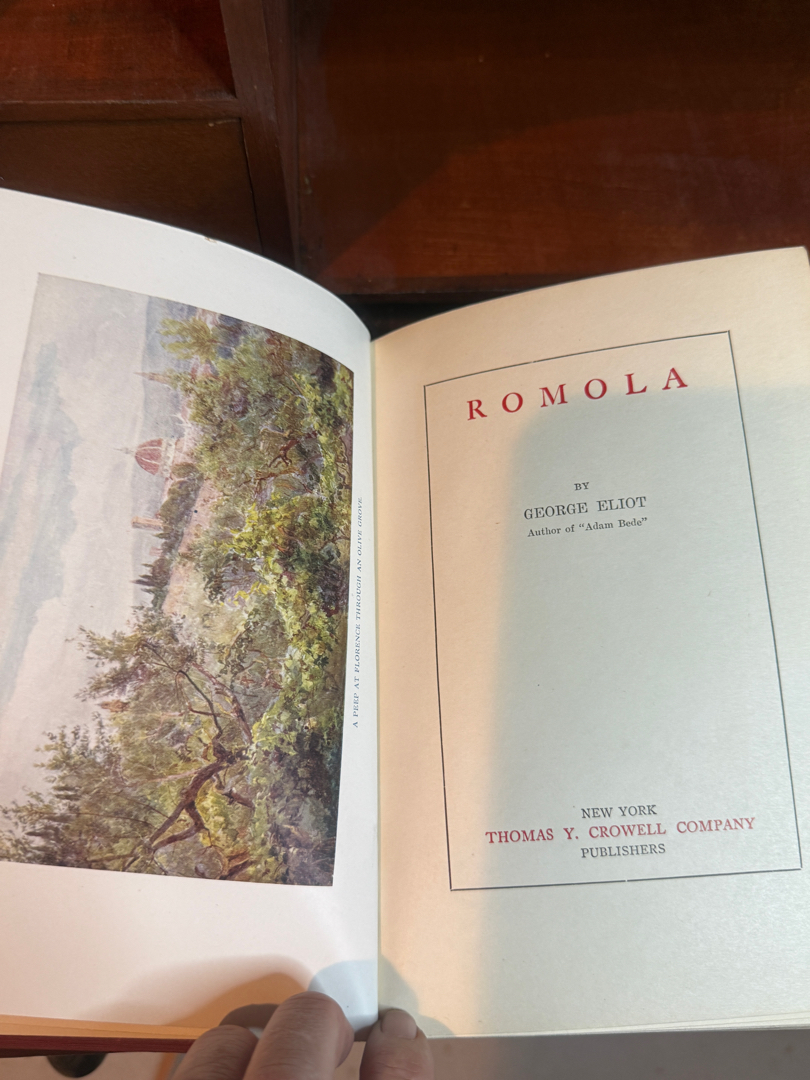 A PEEP AT FLORENCE THROUGH AN OLIVE GROVE.
ROMOLA
BY
GEORGE ELIOT
Author of “Adam Bede”
NEW YORK
THOMAS Y. CROWELL COMPANY
PUBLISHERS